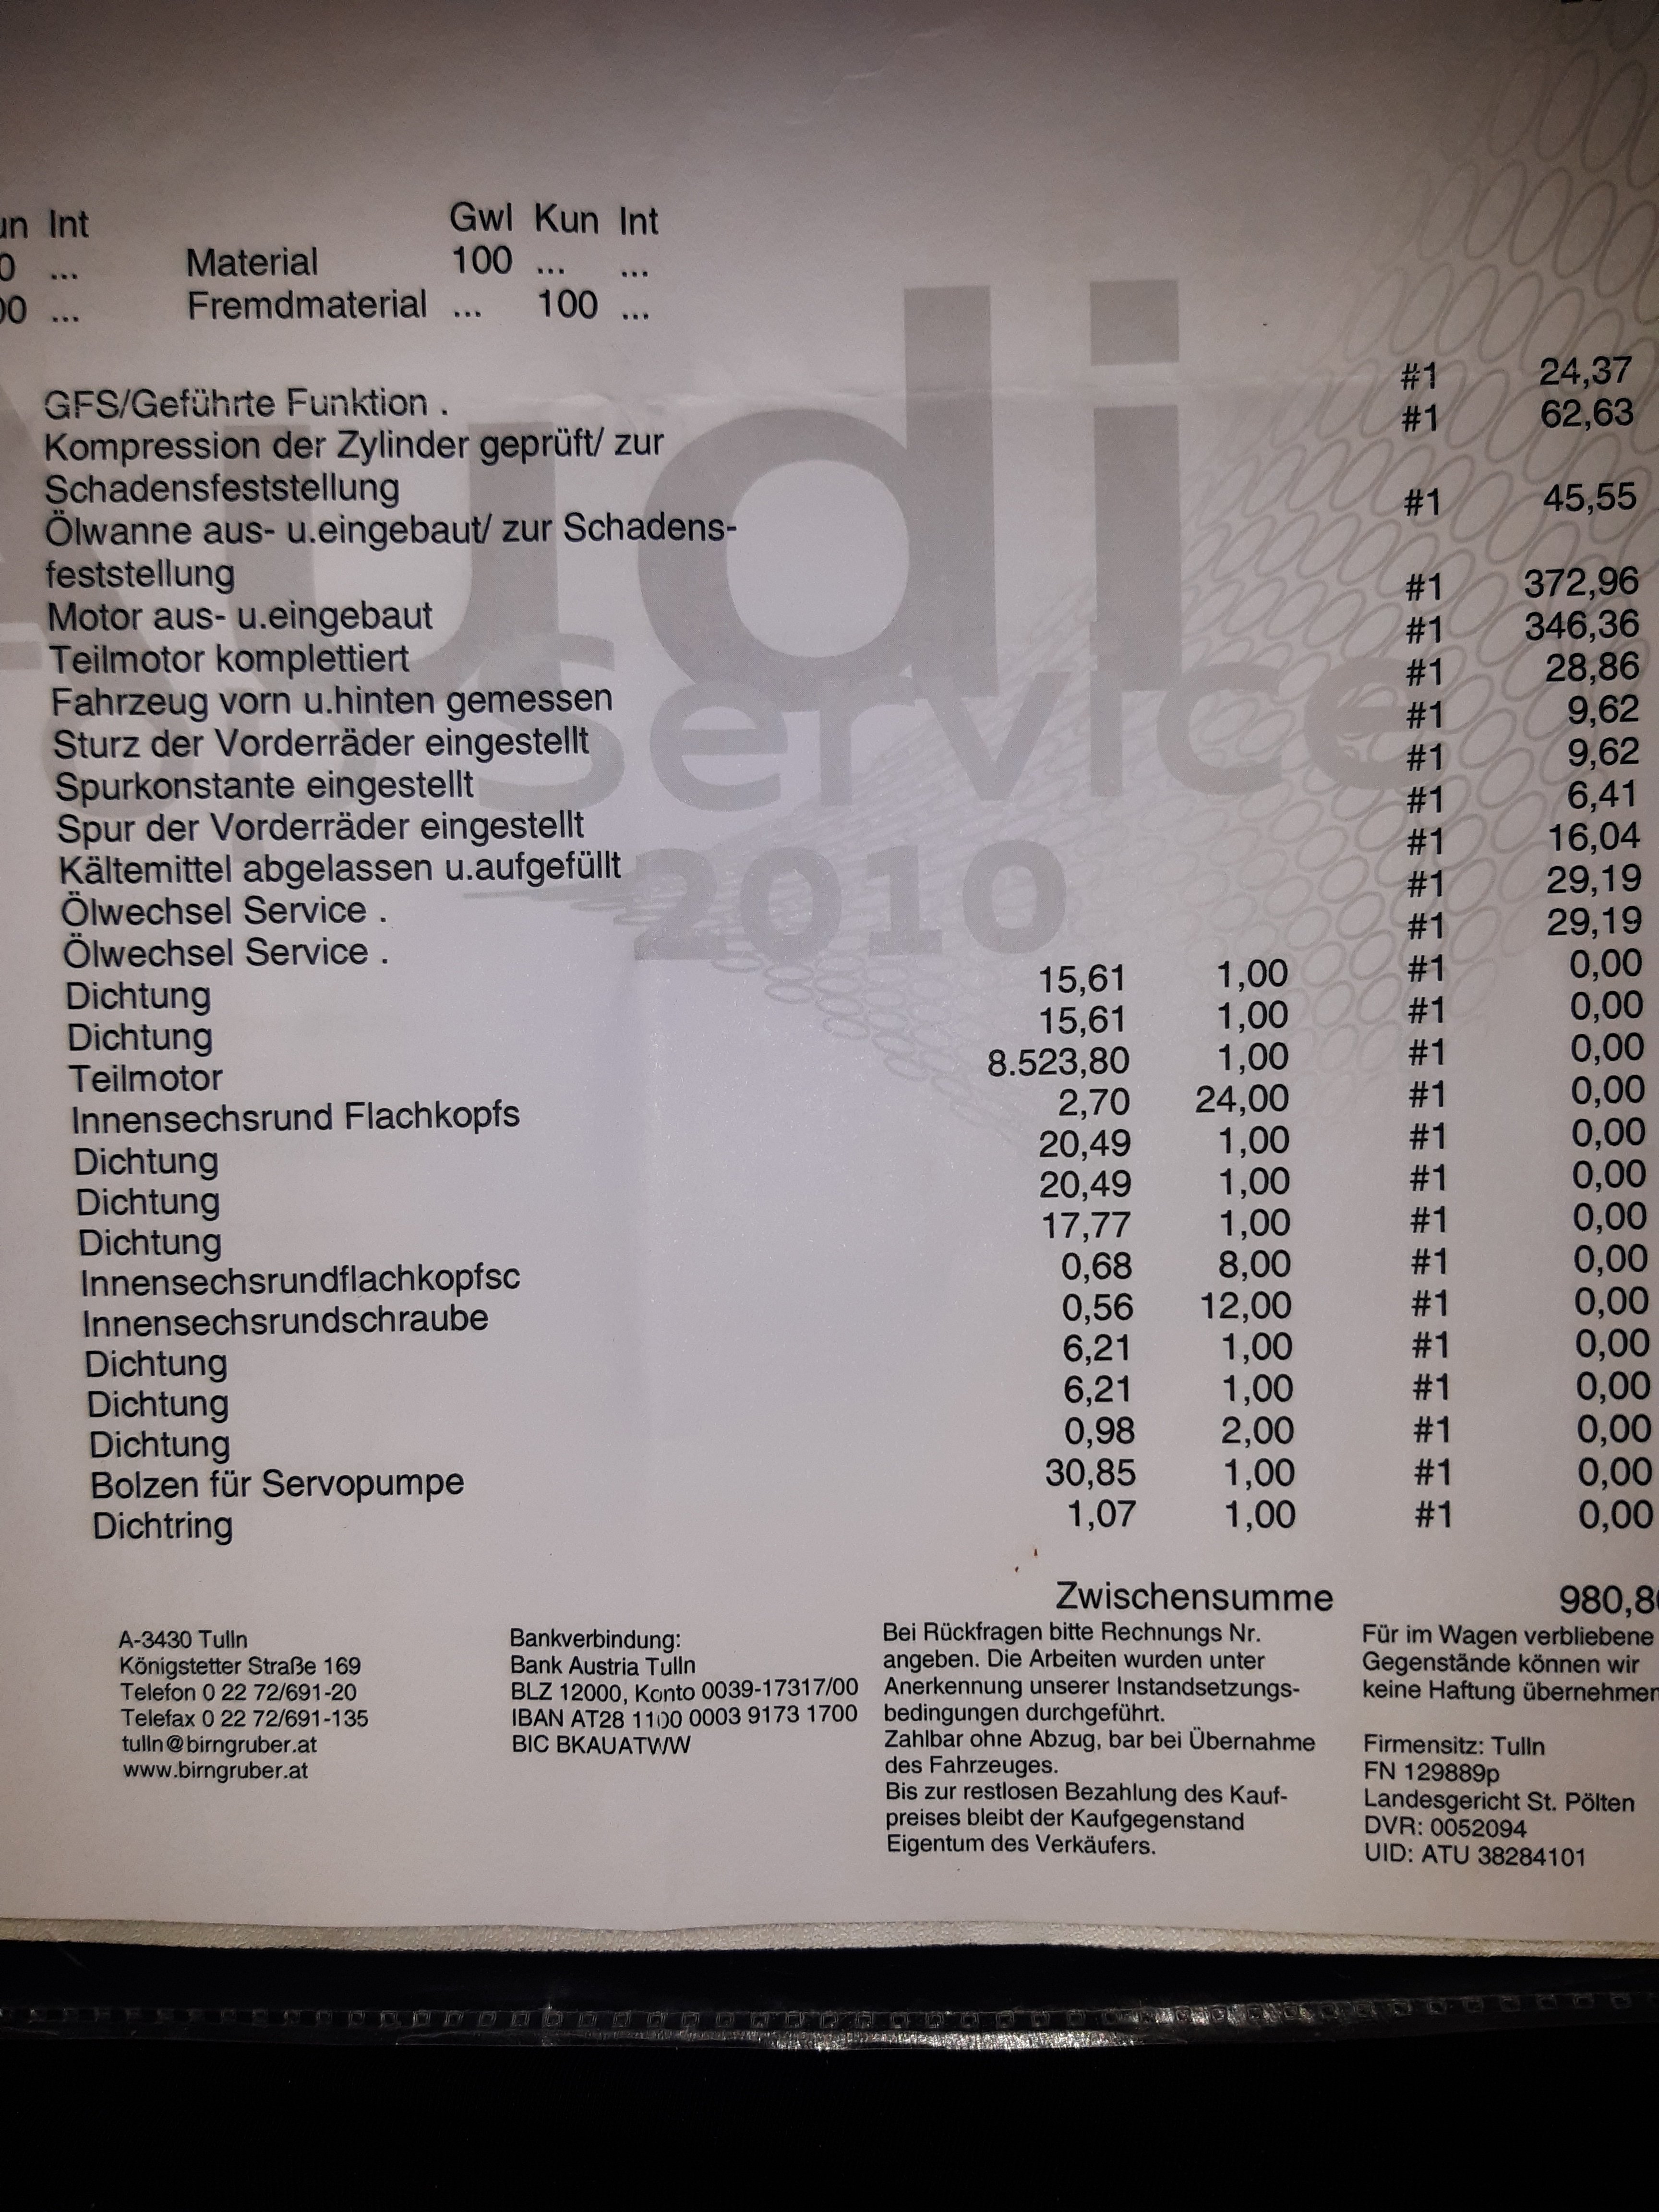 Int
Gwl Kun Int
... Material 100 ... ...
... Fremdmaterial ... 100 ...
Audi
Service
2010
GFS/Geführte Funktion . #1 24,37
Kompression der Zylinder geprüft/ zur #1 62,63
Schadensfeststellung
Ölwanne aus- u.eingebaut/ zur Schadens- #1 45,55
feststellung
Motor aus- u.eingebaut #1 372,96
Teilmotor komplettiert #1 346,36
Fahrzeug vorn u.hinten gemessen #1 28,86
Sturz der Vorderräder eingestellt #1 9,62
Spurkonstante eingestellt #1 9,62
Spur der Vorderräder eingestellt #1 6,41
Kältemittel abgelassen u.aufgefüllt #1 16,04
Ölwechsel Service . #1 29,19
Ölwechsel Service . #1 29,19
Dichtung 15,61 1,00 #1 0,00
Dichtung 15,61 1,00 #1 0,00
Teilmotor 8.523,80 1,00 #1 0,00
Innensechsrund Flachkopfs 2,70 24,00 #1 0,00
Dichtung 20,49 1,00 #1 0,00
Dichtung 20,49 1,00 #1 0,00
Dichtung 17,77 1,00 #1 0,00
Innensechsrundflachkopfsc 0,68 8,00 #1 0,00
Innensechsrundschraube 0,56 12,00 #1 0,00
Dichtung 6,21 1,00 #1 0,00
Dichtung 6,21 1,00 #1 0,00
Dichtung 0,98 2,00 #1 0,00
Bolzen für Servopumpe 30,85 1,00 #1 0,00
Dichtring 1,07 1,00 #1 0,00
Zwischensumme 980,8
A-3430 Tulln
Königstetter Straße 169
Telefon 0 22 72/691-20
Telefax 0 22 72/691-135
tulln@birngruber.at
www.birngruber.at
Bankverbindung:
Bank Austria Tulln
BLZ 12000, Konto 0039-17317/00
IBAN AT28 1100 0003 9173 1700
BIC BKAUATWW
Bei Rückfragen bitte Rechnungs Nr.
angeben. Die Arbeiten wurden unter
Anerkennung unserer Instandsetzungs-
bedingungen durchgeführt.
Zahlbar ohne Abzug, bar bei Übernahme
des Fahrzeuges.
Bis zur restlosen Bezahlung des Kauf-
preises bleibt der Kaufgegenstand
Eigentum des Verkäufers.
Für im Wagen verbliebene
Gegenstände können wir
keine Haftung übernehmen
Firmensitz: Tulln
FN 129889p
Landesgericht St. Pölten
DVR: 0052094
UID: ATU 38284101